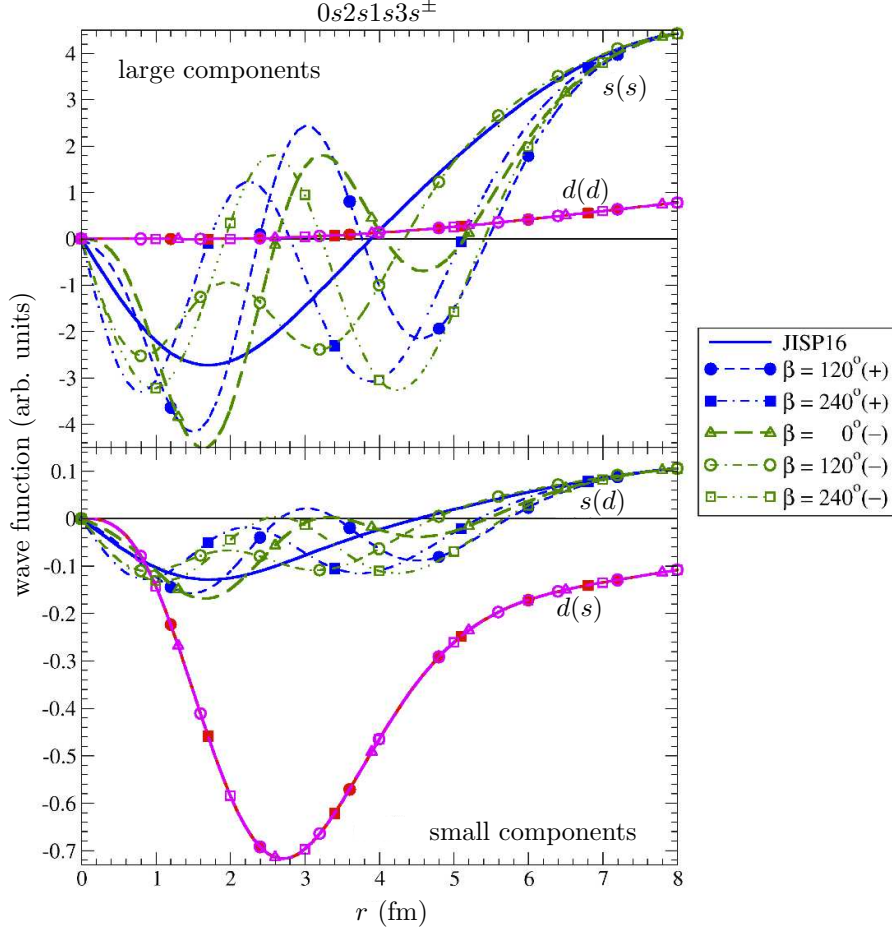 0s2s1s3s±
large components
s(s)
d(d)
4
3
2
1
0
-1
-2
-3
-4
wave function (arb. units)
JISP16
β = 120°(+)
β = 240°(+)
β = 0°(−)
β = 120°(−)
β = 240°(−)
0.1
0
-0.1
-0.2
-0.3
-0.4
-0.5
-0.6
-0.7
s(d)
d(s)
small components
0 1 2 3 4 5 6 7 8
r (fm)